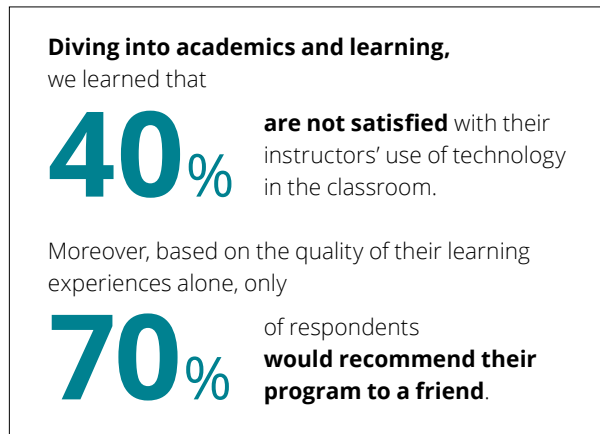 Diving into academics and learning,
we learned that
40%
are not satisfied with their
instructors’ use of technology
in the classroom.
Moreover, based on the quality of their learning
experiences alone, only
70%
of respondents
would recommend their
program to a friend.